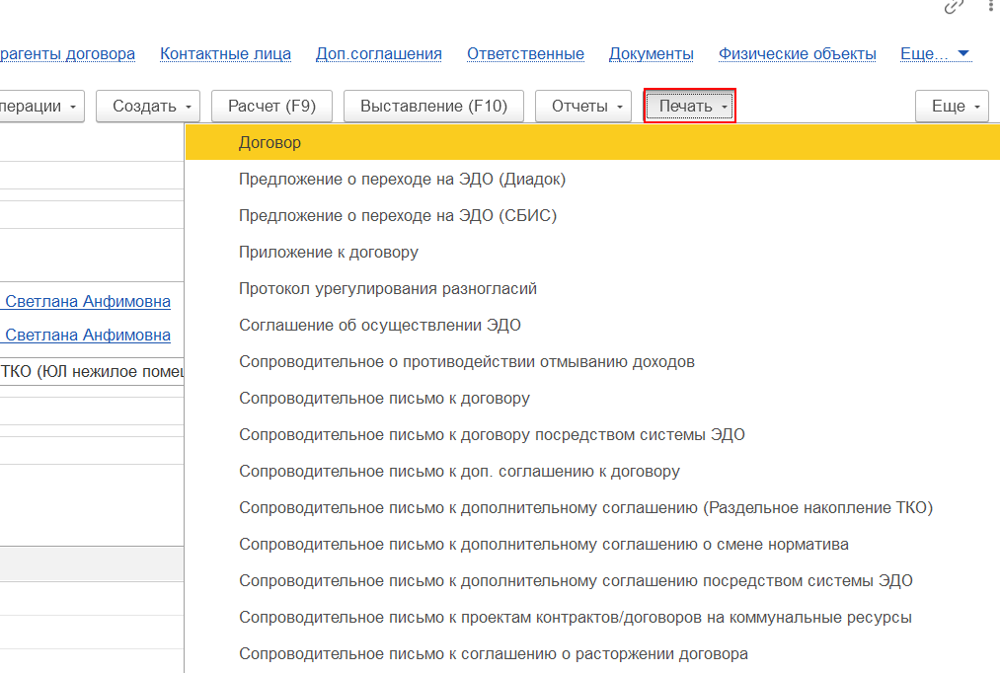 рагенты договора Контактные лица Доп.соглашения Ответственные Документы Физические объекты Еще...
перации Создать Расчет (F9) Выставление (F10) Отчеты Печать Еще
Договор
Предложение о переходе на ЭДО (Диадок)
Предложение о переходе на ЭДО (СБИС)
Приложение к договору
Протокол урегулирования разногласий
Светлана Анфимовна
Соглашение об осуществлении ЭДО
Светлана Анфимовна
Сопроводительное о противодействии отмыванию доходов
ТКО (ЮЛ нежилое помещ
Сопроводительное письмо к договору
Сопроводительное письмо к договору посредством системы ЭДО
Сопроводительное письмо к доп. соглашению к договору
Сопроводительное письмо к дополнительному соглашению (Раздельное накопление ТКО)
Сопроводительное письмо к дополнительному соглашению о смене норматива
Сопроводительное письмо к дополнительному соглашению посредством системы ЭДО
Сопроводительное письмо к проектам контрактов/договоров на коммунальные ресурсы
Сопроводительное письмо к соглашению о расторжении договора